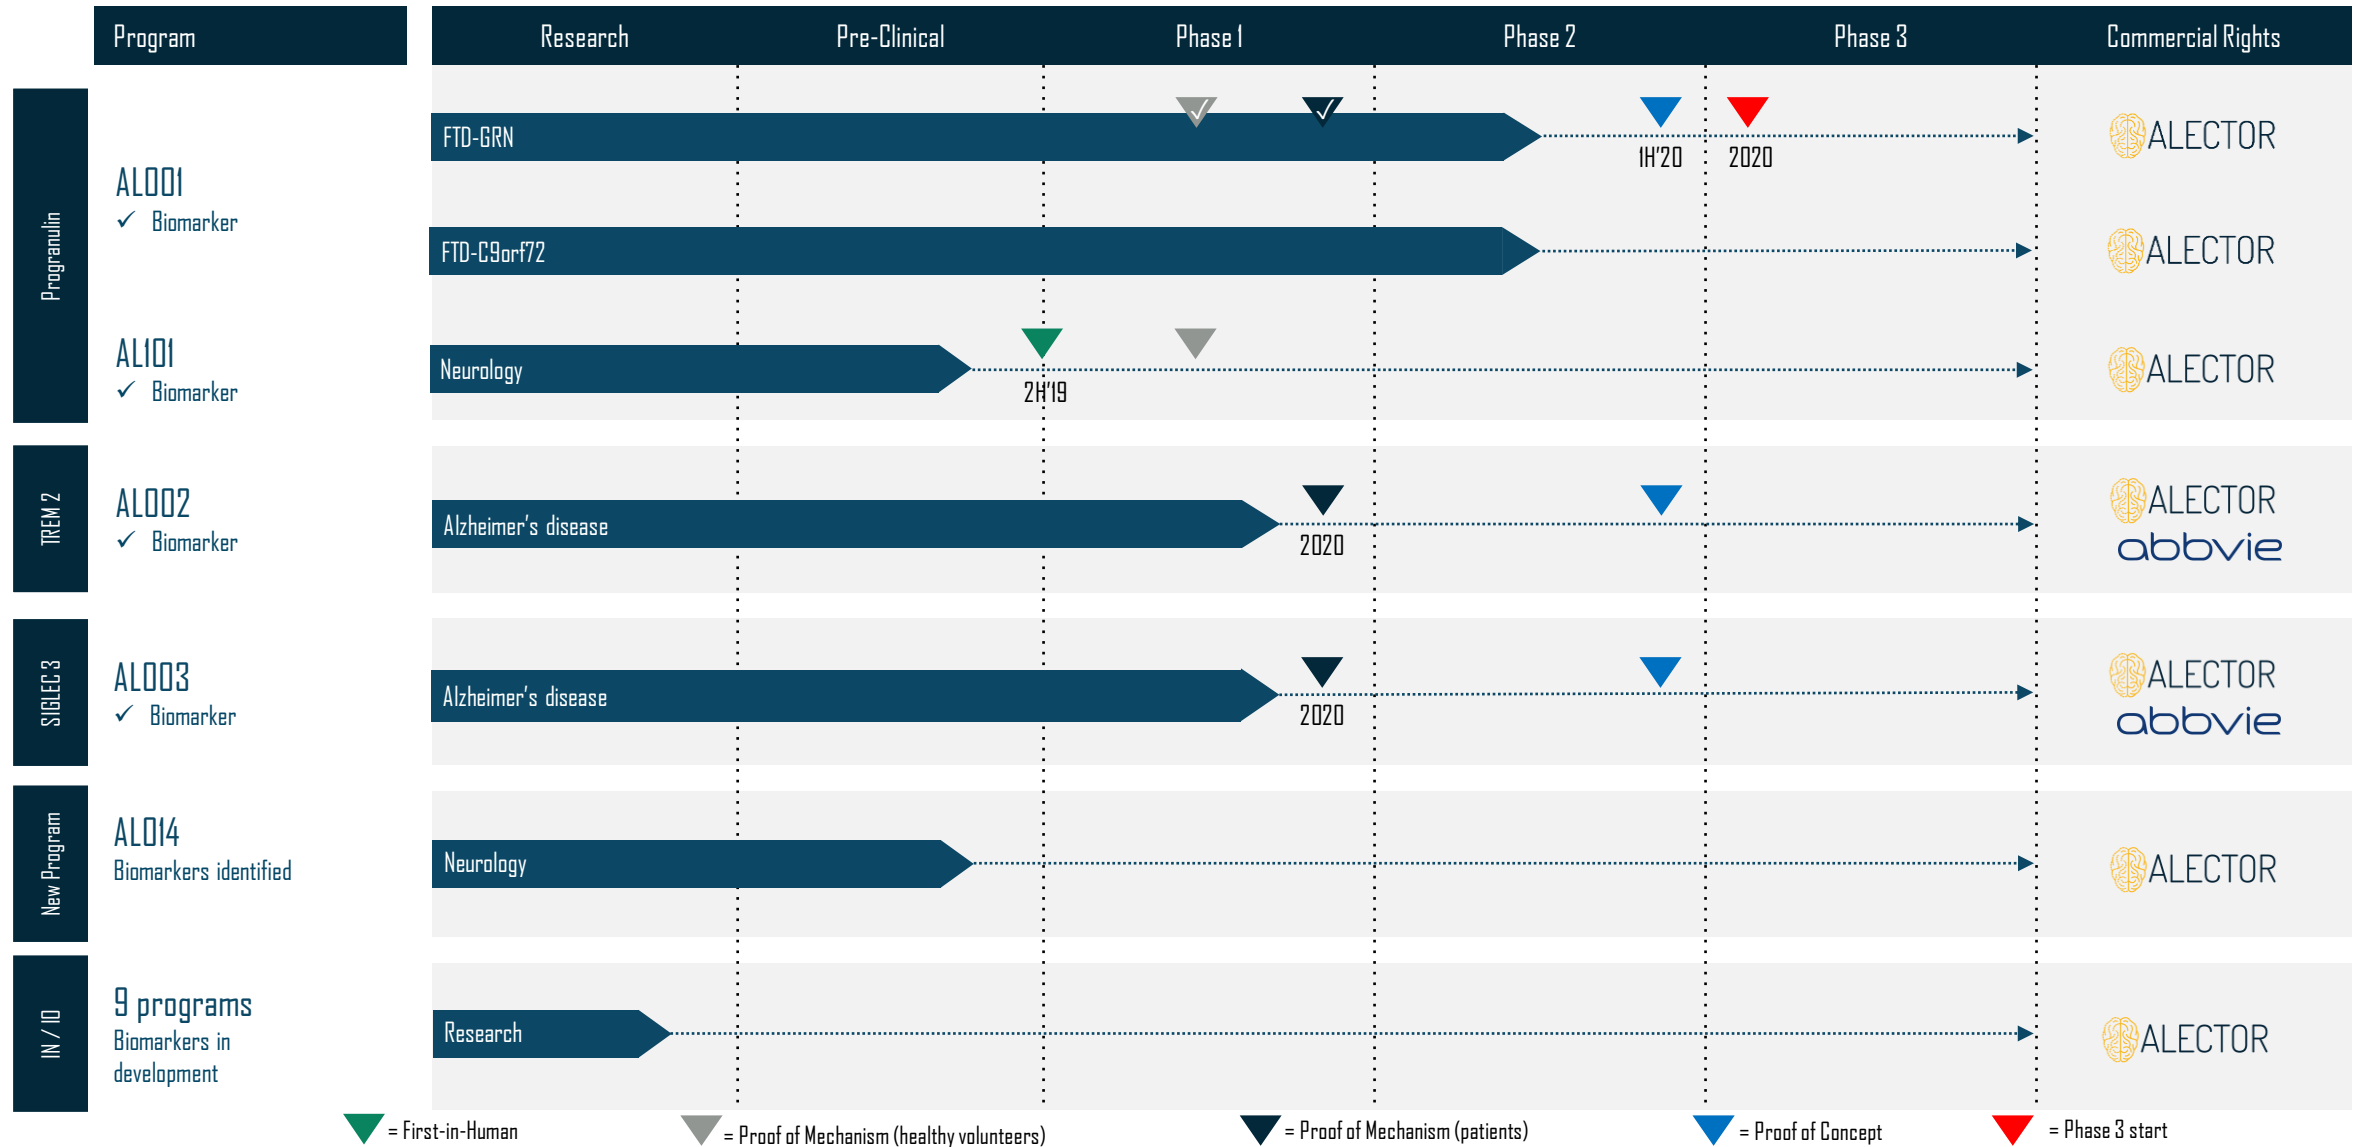 Program
Research Pre-Clinical Phase 1 Phase 2 Phase 3 Commercial Rights
Progranulin
AL001
✓ Biomarker
FTD-GRN
✓ ✓
1H'20 2020
ALECTOR
FTD-C9orf72
ALECTOR
AL101
✓ Biomarker
Neurology
2H'19
ALECTOR
TREM 2
AL002
✓ Biomarker
Alzheimer's disease
2020
ALECTOR
abbvie
SIGLEC 3
AL003
✓ Biomarker
Alzheimer's disease
2020
ALECTOR
abbvie
New Program
AL014
Biomarkers identified
Neurology
ALECTOR
IN / IO
9 programs
Biomarkers in
development
Research
ALECTOR
= First-in-Human = Proof of Mechanism (healthy volunteers) = Proof of Mechanism (patients) = Proof of Concept = Phase 3 start